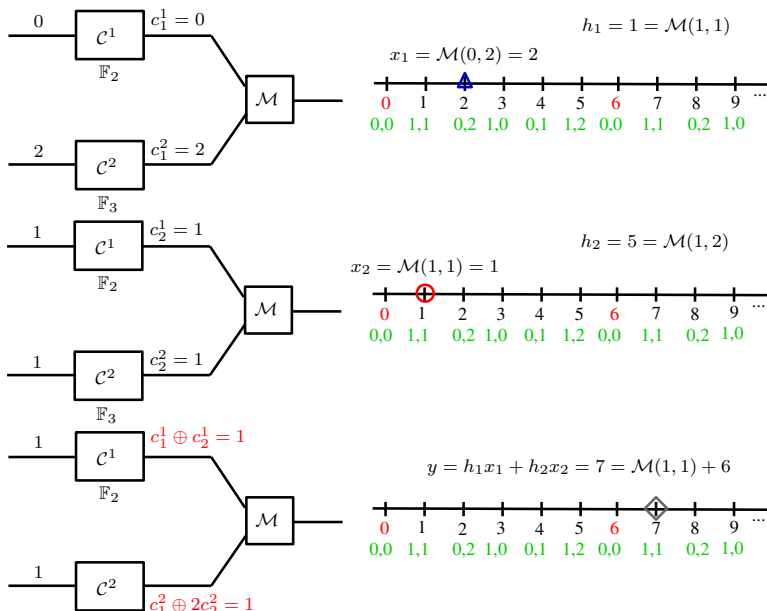 0
𝒞¹
𝔽₂
c₁¹ = 0
ℳ
2
𝒞²
𝔽₃
c₁² = 2
h₁ = 1 = ℳ(1, 1)
x₁ = ℳ(0, 2) = 2
0 1 2 3 4 5 6 7 8 9 ...
0,0 1,1 0,2 1,0 0,1 1,2 0,0 1,1 0,2 1,0
1
𝒞¹
𝔽₂
c₂¹ = 1
ℳ
1
𝒞²
𝔽₃
c₂² = 1
h₂ = 5 = ℳ(1, 2)
x₂ = ℳ(1, 1) = 1
0 1 2 3 4 5 6 7 8 9 ...
0,0 1,1 0,2 1,0 0,1 1,2 0,0 1,1 0,2 1,0
1
𝒞¹
𝔽₂
c₁¹ ⊕ c₂¹ = 1
ℳ
1
𝒞²
c₁² ⊕ 2c₂² = 1
y = h₁x₁ + h₂x₂ = 7 = ℳ(1, 1) + 6
0 1 2 3 4 5 6 7 8 9 ...
0,0 1,1 0,2 1,0 0,1 1,2 0,0 1,1 0,2 1,0